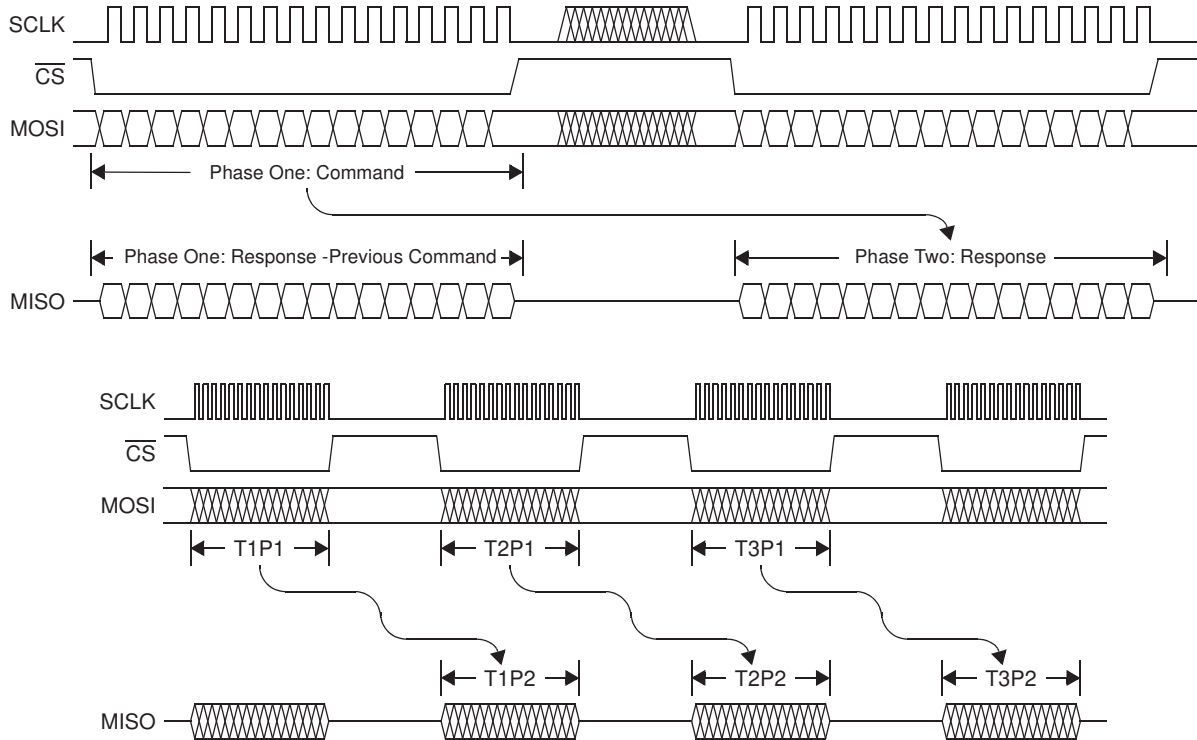 SCLK
CS
MOSI
Phase One: Command
Phase One: Response -Previous Command
Phase Two: Response
MISO
SCLK
CS
MOSI
T1P1
T2P1
T3P1
T1P2
T2P2
T3P2
MISO